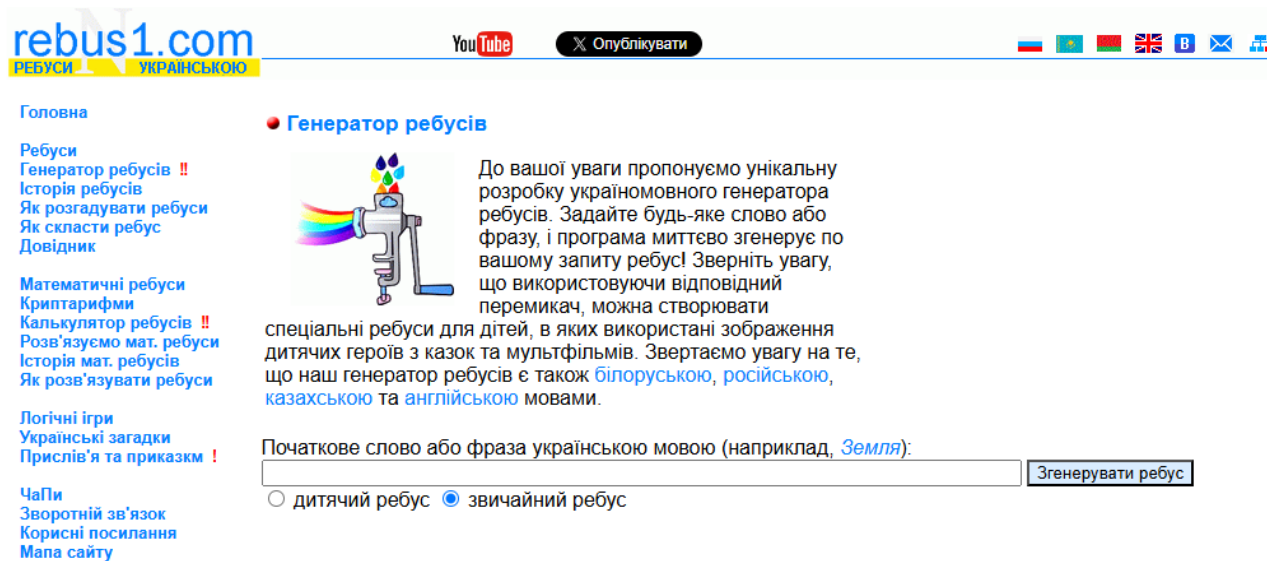 rebus1.com
РЕБУСИ УКРАЇНСЬКОЮ
N
YouTube
X Опублікувати
B
Головна
Ребуси
Генератор ребусів !!
Історія ребусів
Як розгадувати ребуси
Як скласти ребус
Довідник
Математичні ребуси
Криптарифми
Калькулятор ребусів !!
Розв'язуємо мат. ребуси
Історія мат. ребусів
Як розв'язувати ребуси
Логічні ігри
Українські загадки
Прислів'я та приказкм !
ЧаПи
Зворотній зв'язок
Корисні посилання
Мапа сайту
Генератор ребусів
До вашої уваги пропонуємо унікальну
розробку україномовного генератора
ребусів. Задайте будь-яке слово або
фразу, і програма миттєво згенерує по
вашому запиту ребус! Зверніть увагу,
що використовуючи відповідний
перемикач, можна створювати
спеціальні ребуси для дітей, в яких використані зображення
дитячих героїв з казок та мультфільмів. Звертаємо увагу на те,
що наш генератор ребусів є також білоруською, російською,
казахською та англійською мовами.
Початкове слово або фраза українською мовою (наприклад, Земля):
Згенерувати ребус
дитячий ребус звичайний ребус